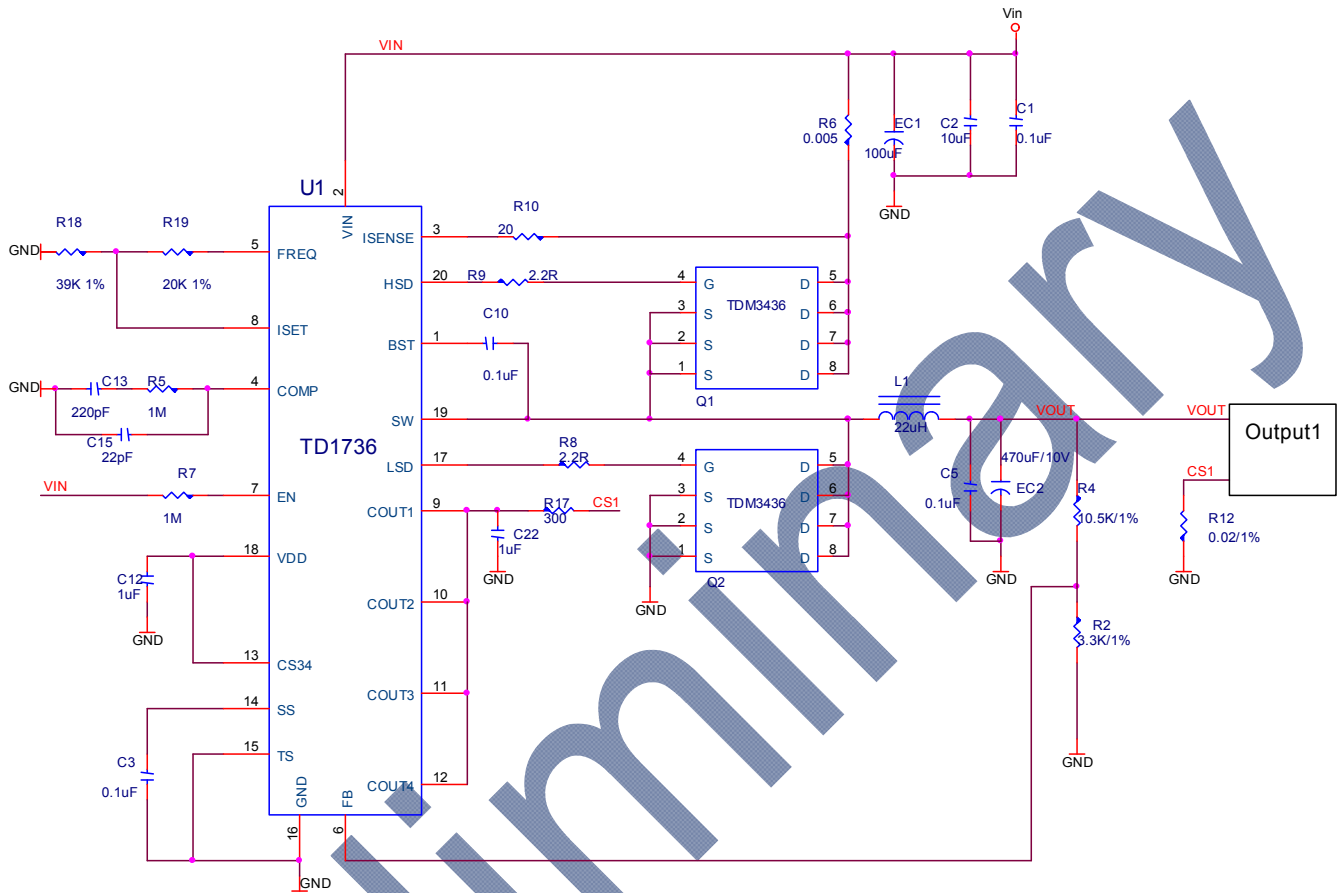 Vin
VIN
R6
0.005
EC1
100uF
C2
10uF
C1
0.1uF
GND
U1
2
VIN
R18
R19
GND
39K 1%
20K 1%
5
FREQ
8
ISET
GND
C13
R5
220pF
1M
C15
22pF
4
COMP
TD1736
VIN
R7
1M
7
EN
18
VDD
C12
1uF
GND
13
CS34
14
SS
15
TS
C3
0.1uF
GND
16
GND
FB
6
ISENSE
3
R10
20
HSD
20
R9
2.2R
BST
1
C10
0.1uF
SW
19
LSD
17
R8
2.2R
COUT1
9
R17
300
CS1
C22
1uF
GND
COUT2
10
COUT3
11
COUT4
12
4
G
D
5
TDM3436
3
S
D
6
2
S
D
7
1
S
D
8
Q1
4
G
D
5
TDM3436
3
S
D
6
2
S
D
7
1
S
D
8
Q2
GND
L1
22uH
VOUT
VOUT
Output1
CS1
C5
0.1uF
470uF/10V
EC2
GND
R4
10.5K/1%
R12
0.02/1%
GND
R2
3.3K/1%
GND
liminary